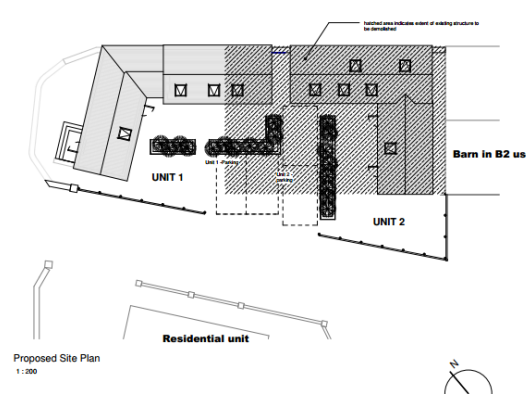 hatched area indicates extent of existing structure to
be demolished
Barn in B2 us
Unit 1 -Parking
Unit 2
parking
UNIT 1
UNIT 2
Residential unit
Proposed Site Plan
1 : 200
N